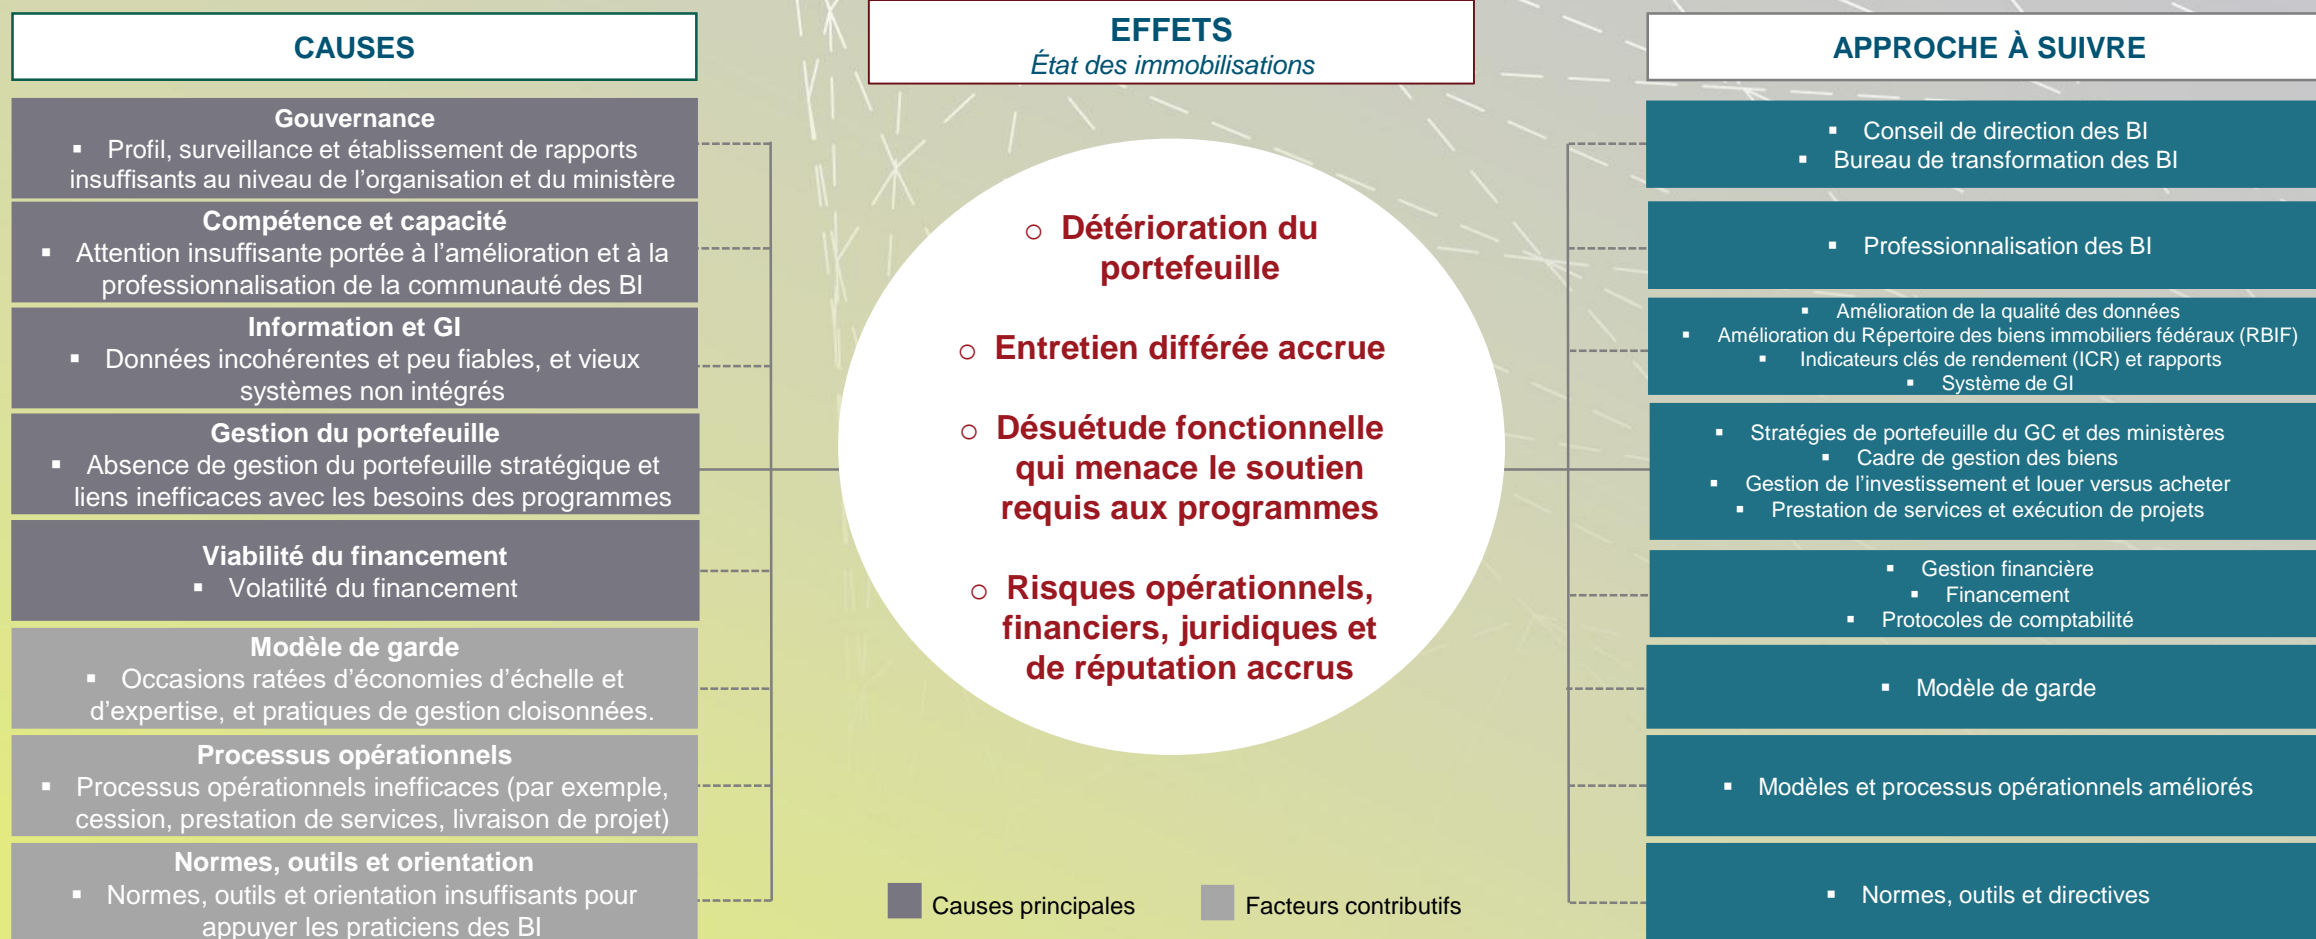 CAUSES
Gouvernance
▪ Profil, surveillance et établissement de rapports
insuffisants au niveau de l’organisation et du ministère
Compétence et capacité
▪ Attention insuffisante portée à l’amélioration et à la
professionnalisation de la communauté des BI
Information et GI
▪ Données incohérentes et peu fiables, et vieux
systèmes non intégrés
Gestion du portefeuille
▪ Absence de gestion du portefeuille stratégique et
liens inefficaces avec les besoins des programmes
Viabilité du financement
▪ Volatilité du financement
Modèle de garde
▪ Occasions ratées d’économies d’échelle et
d’expertise, et pratiques de gestion cloisonnées.
Processus opérationnels
▪ Processus opérationnels inefficaces (par exemple,
cession, prestation de services, livraison de projet)
Normes, outils et orientation
▪ Normes, outils et orientation insuffisants pour
appuyer les praticiens des BI
EFFETS
État des immobilisations
o Détérioration du
portefeuille
o Entretien différée accrue
o Désuétude fonctionnelle
qui menace le soutien
requis aux programmes
o Risques opérationnels,
financiers, juridiques et
de réputation accrus
Causes principales
Facteurs contributifs
APPROCHE À SUIVRE
▪ Conseil de direction des BI
▪ Bureau de transformation des BI
▪ Professionnalisation des BI
▪ Amélioration de la qualité des données
▪ Amélioration du Répertoire des biens immobiliers fédéraux (RBIF)
▪ Indicateurs clés de rendement (ICR) et rapports
▪ Système de GI
▪ Stratégies de portefeuille du GC et des ministères
▪ Cadre de gestion des biens
▪ Gestion de l’investissement et louer versus acheter
▪ Prestation de services et exécution de projets
▪ Gestion financière
▪ Financement
▪ Protocoles de comptabilité
▪ Modèle de garde
▪ Modèles et processus opérationnels améliorés
▪ Normes, outils et directives